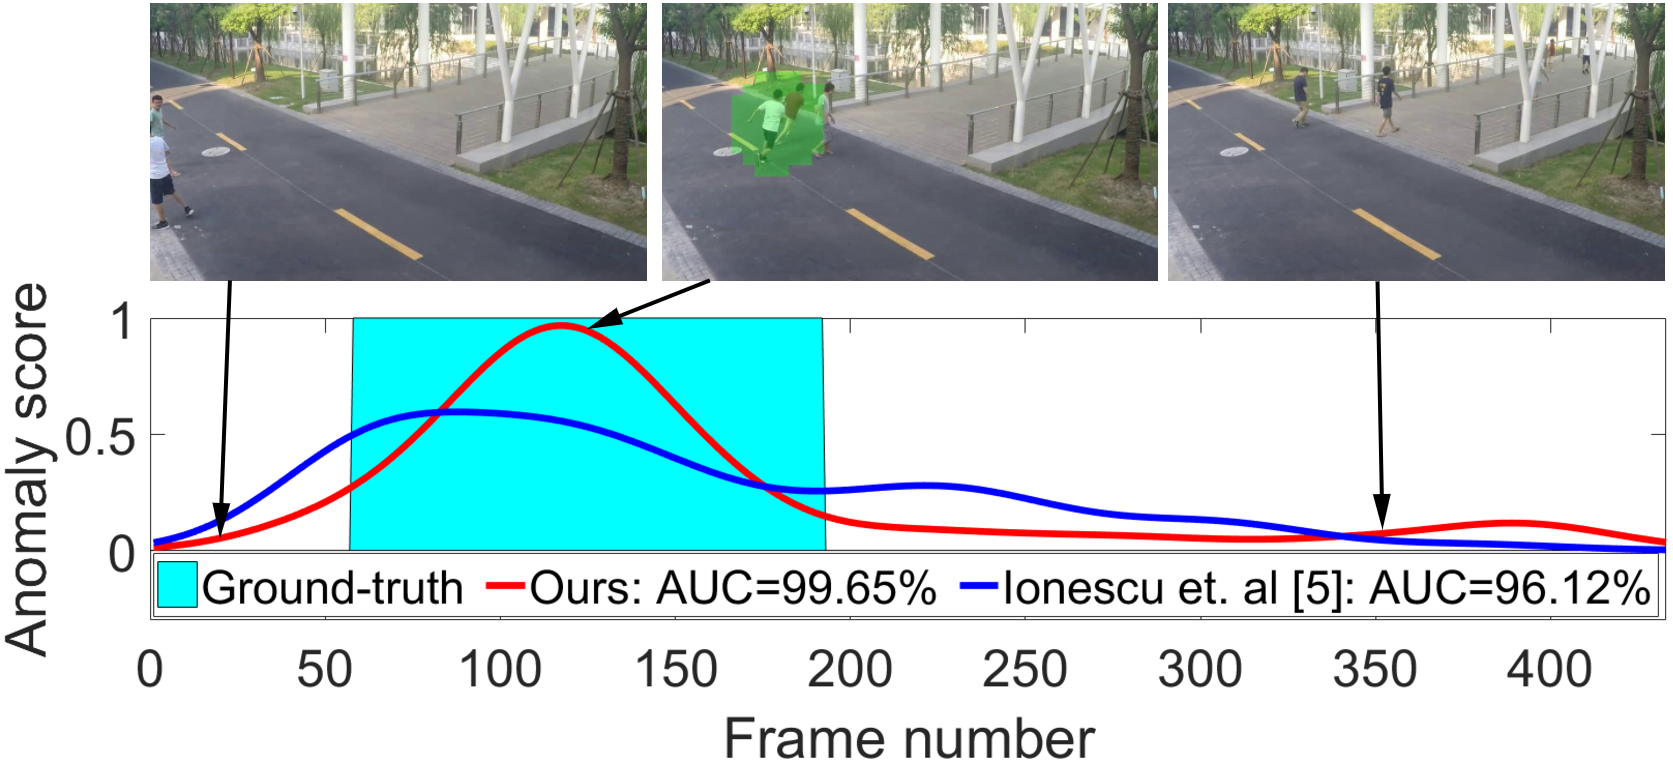 Anomaly score
1
0.5
0
Ground-truth Ours: AUC=99.65% Ionescu et. al [5]: AUC=96.12%
0 50 100 150 200 250 300 350 400
Frame number